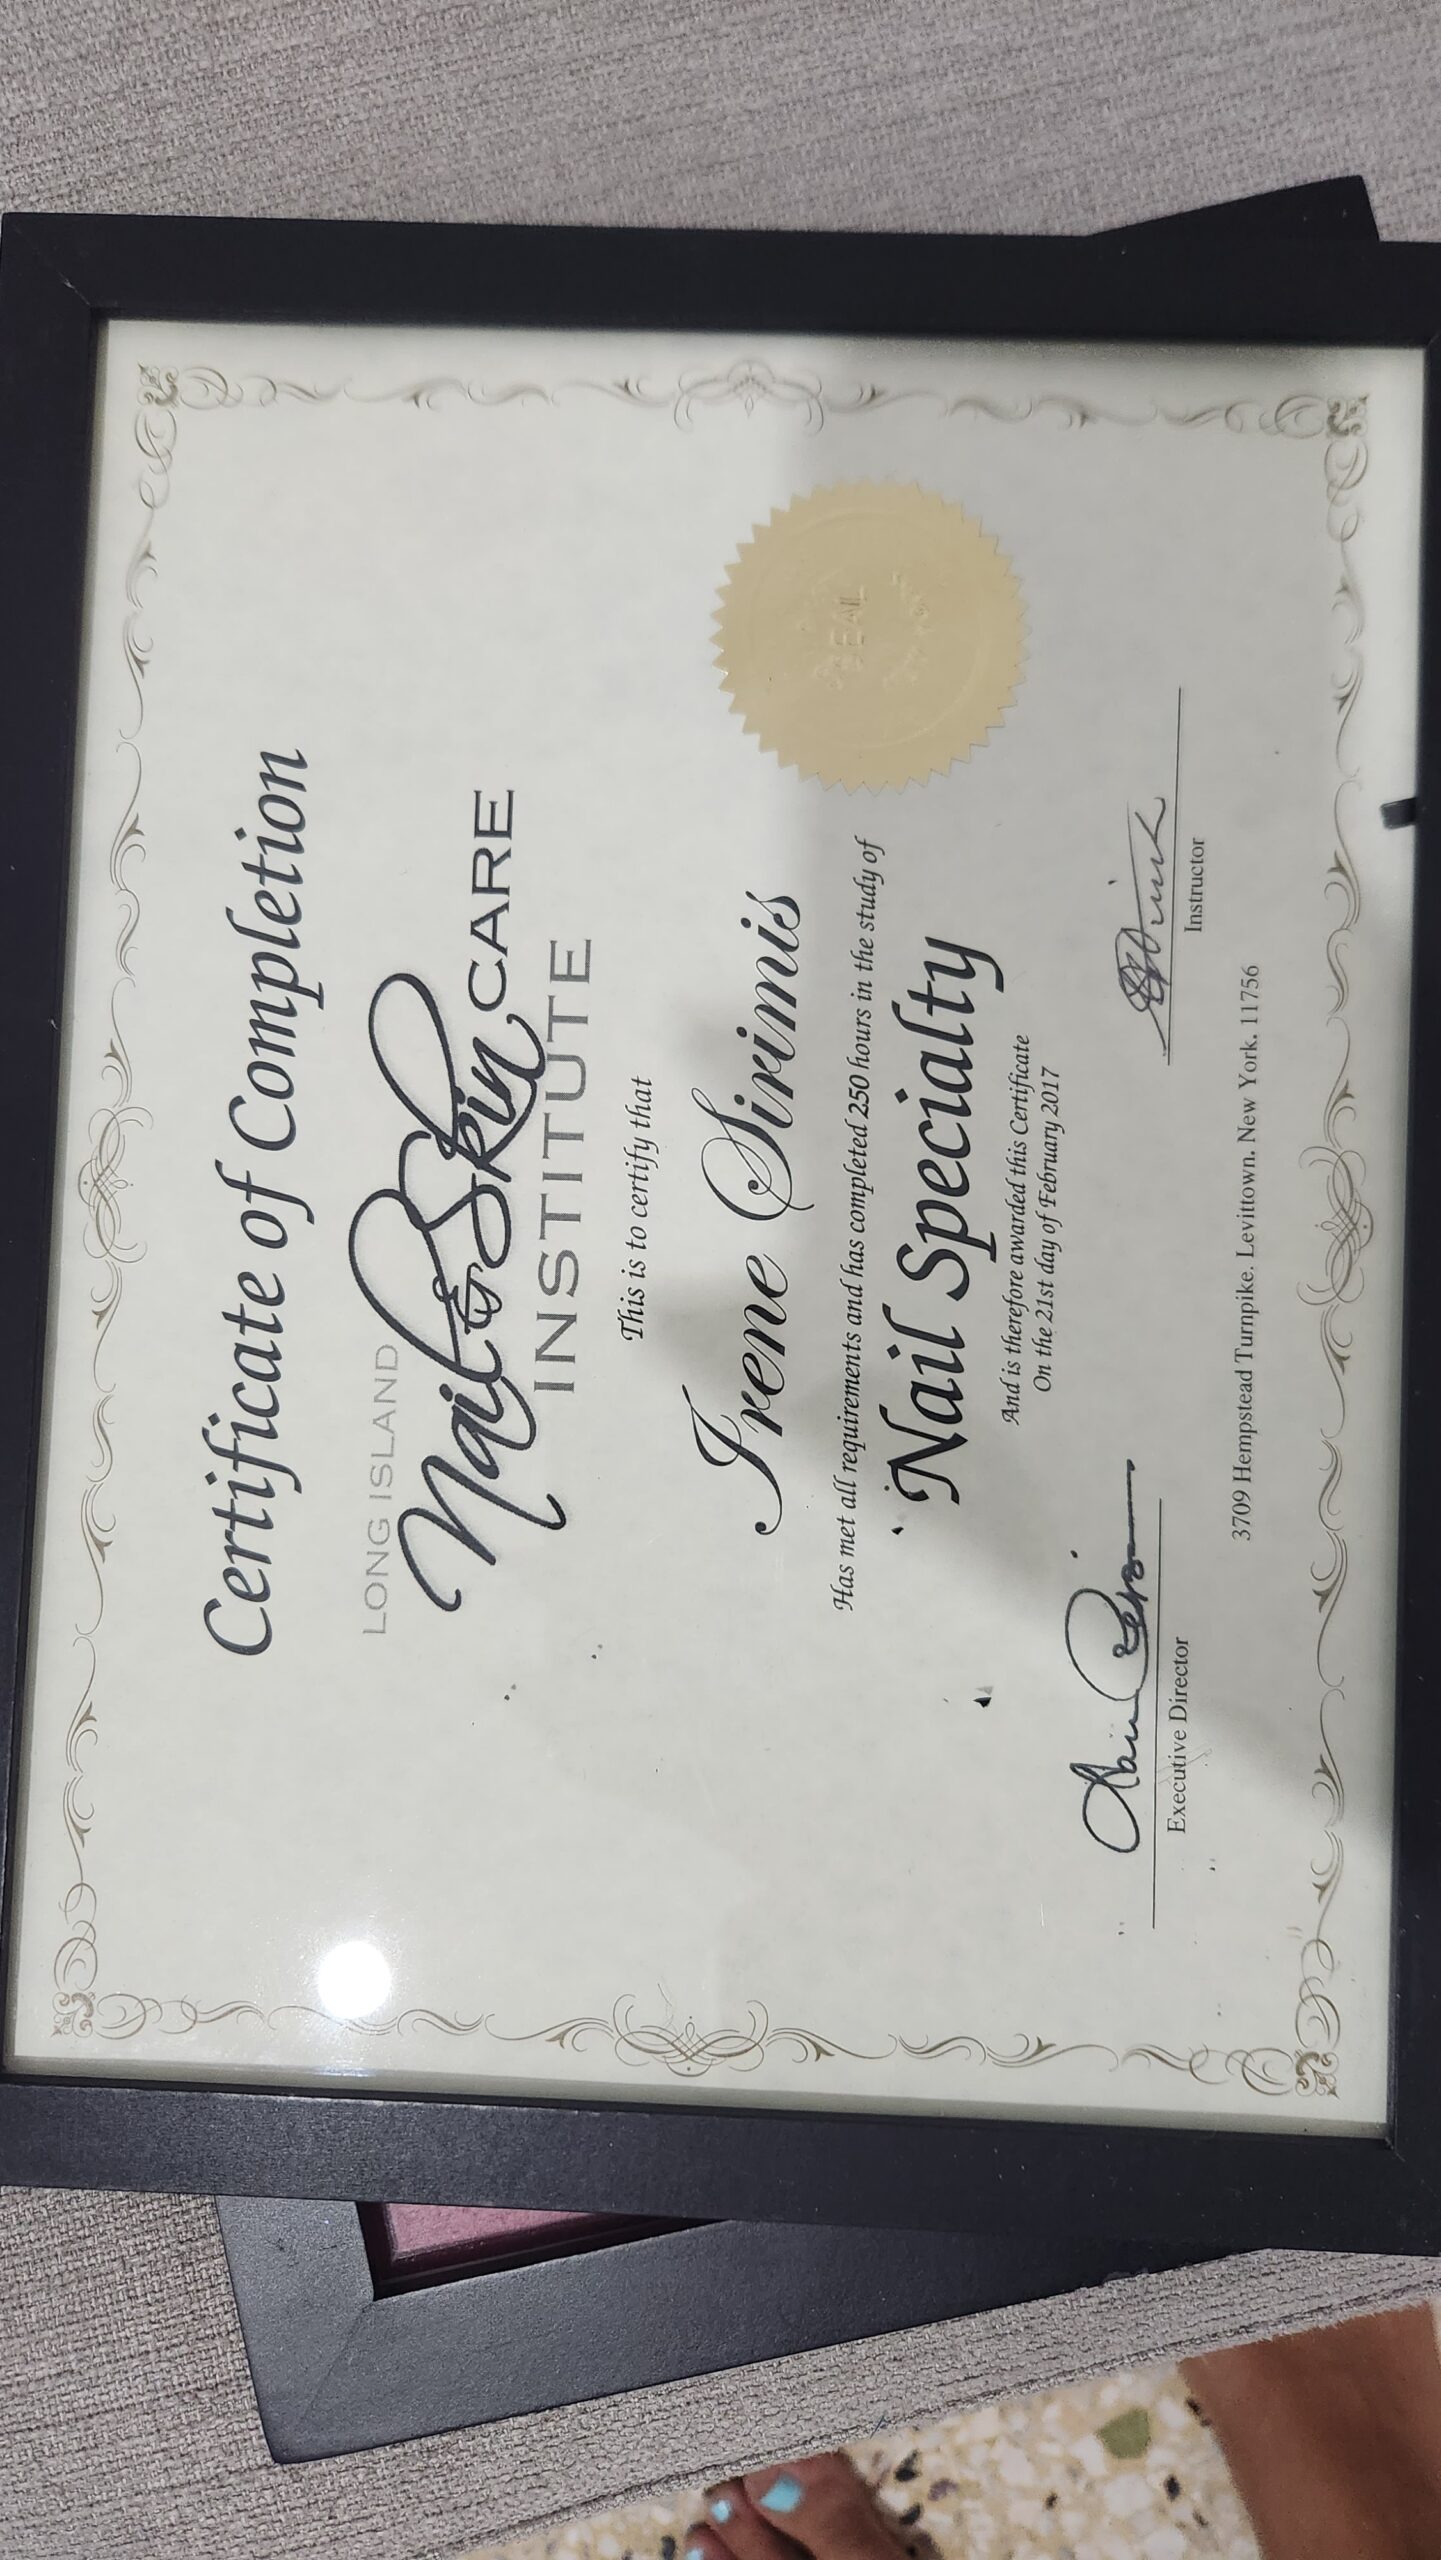 Certificate of Completion
LONG ISLAND
Nail & Skin CARE
INSTITUTE
This is to certify that
Irene Sirimis
Has met all requirements and has completed 250 hours in the study of
Nail Specialty
And is therefore awarded this Certificate
On the 21st day of February 2017
SEAL
Executive Director
Instructor
3709 Hempstead Turnpike. Levittown. New York. 11756